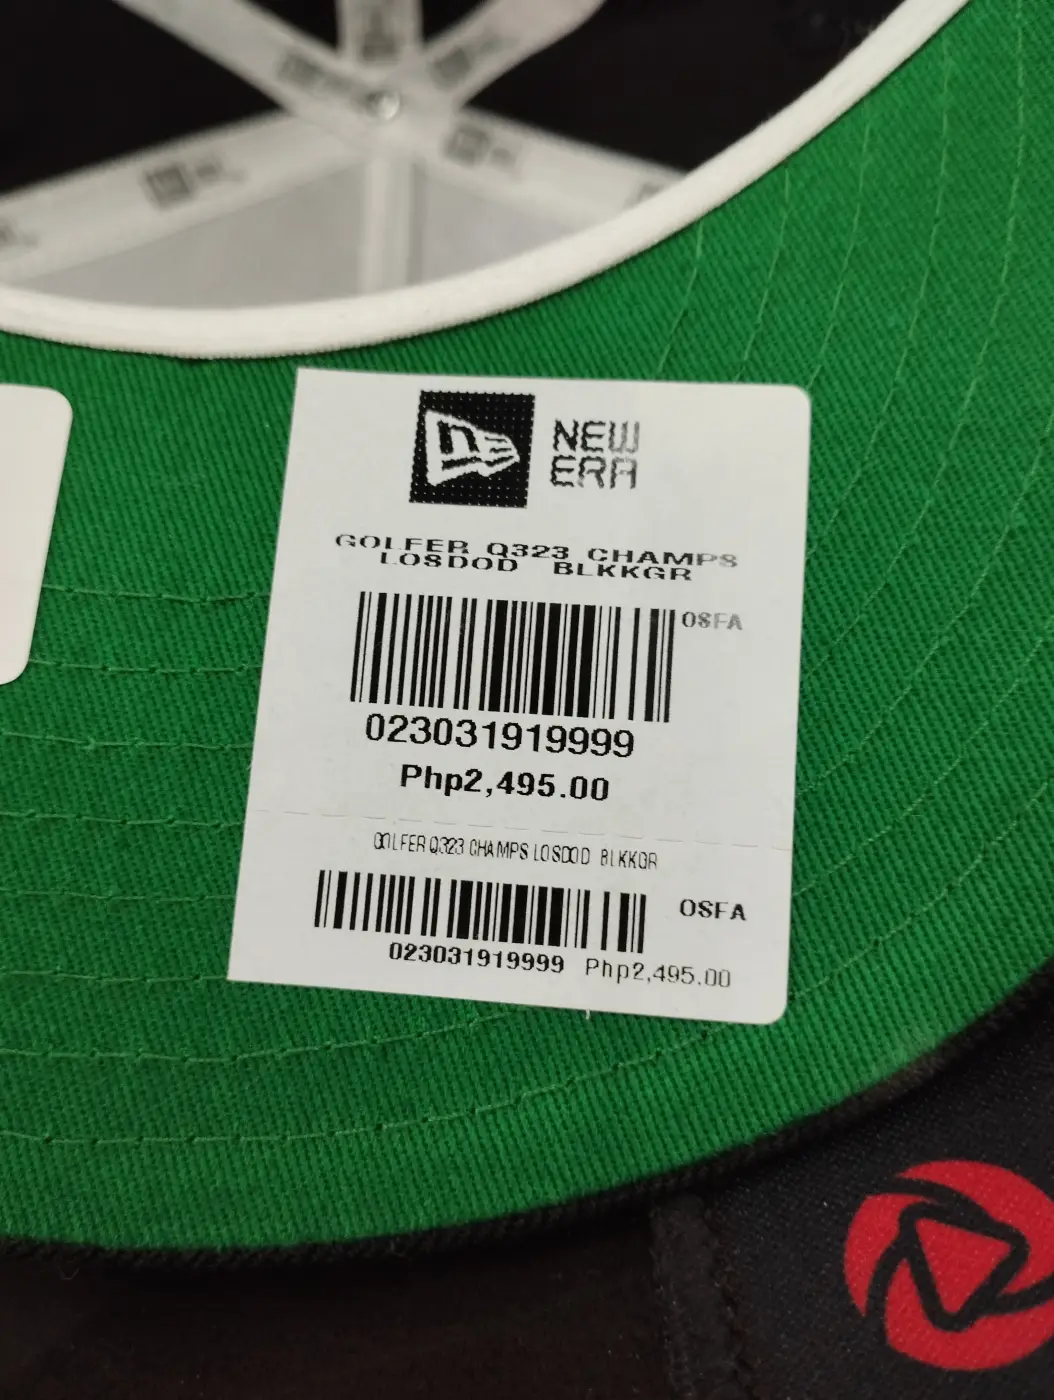 NEW
ERA
GOLFER Q323 CHAMPS
LOSDOD BLKKGR
OSFA
023031919999
Php2,495.00
GOLFER Q323 CHAMPS LOSDOD BLKKGR
OSFA
023031919999 Php2,495.00